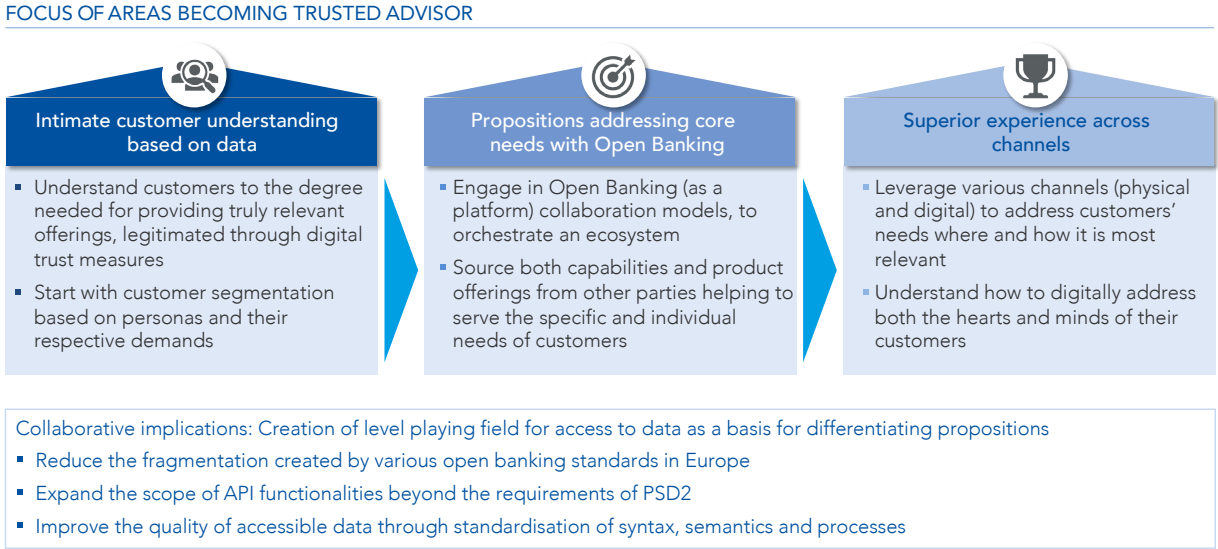 FOCUS OF AREAS BECOMING TRUSTED ADVISOR
Intimate customer understanding
based on data
▪ Understand customers to the degree
needed for providing truly relevant
offerings, legitimated through digital
trust measures
▪ Start with customer segmentation
based on personas and their
respective demands
Propositions addressing core
needs with Open Banking
▪ Engage in Open Banking (as a
platform) collaboration models, to
orchestrate an ecosystem
▪ Source both capabilities and product
offerings from other parties helping to
serve the specific and individual
needs of customers
Superior experience across
channels
▪ Leverage various channels (physical
and digital) to address customers’
needs where and how it is most
relevant
▪ Understand how to digitally address
both the hearts and minds of their
customers
Collaborative implications: Creation of level playing field for access to data as a basis for differentiating propositions
▪ Reduce the fragmentation created by various open banking standards in Europe
▪ Expand the scope of API functionalities beyond the requirements of PSD2
▪ Improve the quality of accessible data through standardisation of syntax, semantics and processes